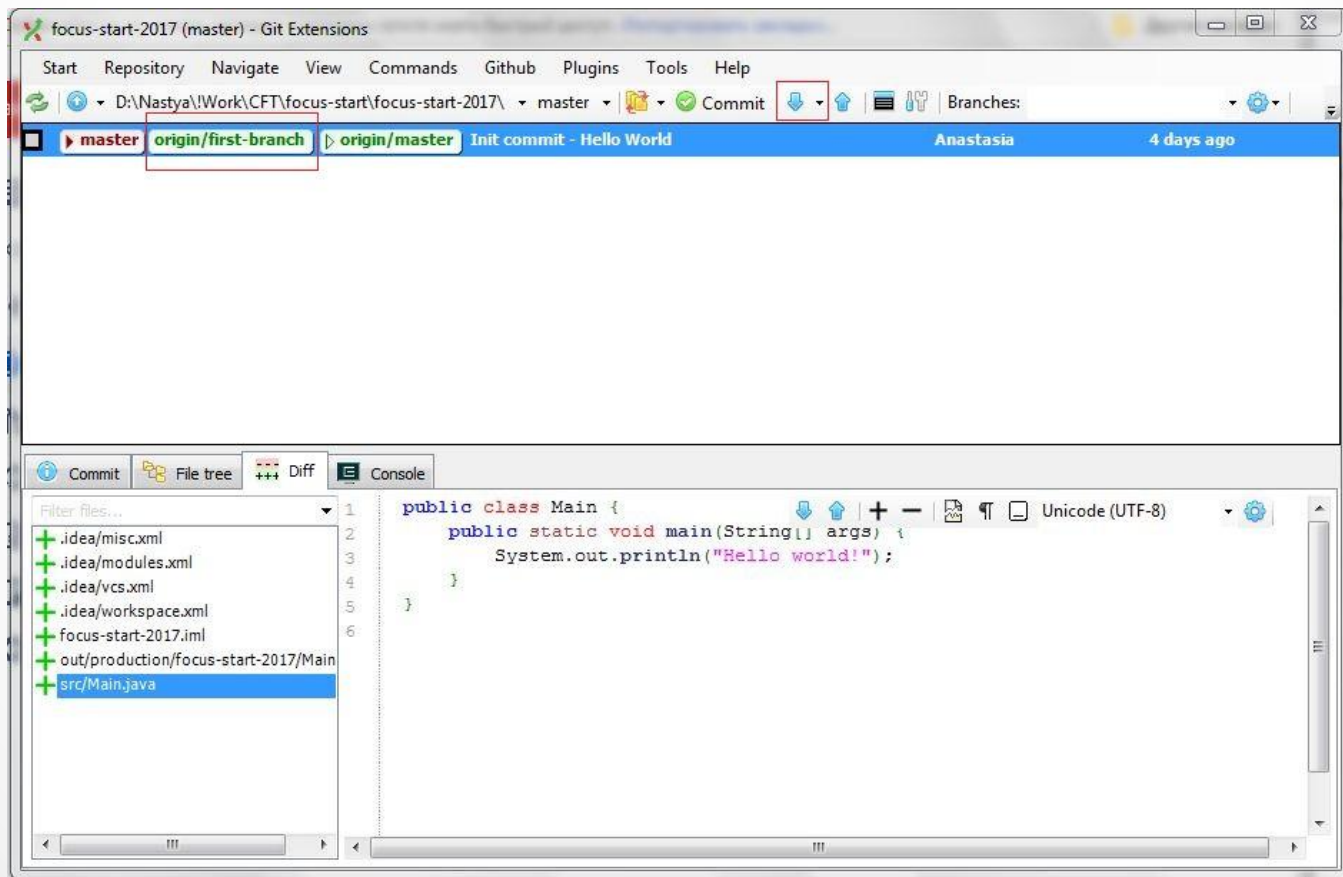 focus-start-2017 (master) - Git Extensions
Start Repository Navigate View Commands Github Plugins Tools Help
D:\Nastya\!Work\CFT\focus-start\focus-start-2017\ master Commit Branches:
master origin/first-branch origin/master Init commit - Hello World Anastasia 4 days ago
Commit File tree Diff Console
Filter files...
.idea/misc.xml
.idea/modules.xml
.idea/vcs.xml
.idea/workspace.xml
focus-start-2017.iml
out/production/focus-start-2017/Main
src/Main.java
1 public class Main {
2 public static void main(String[] args) {
3 System.out.println("Hello world!");
4 }
5 }
6
Unicode (UTF-8)